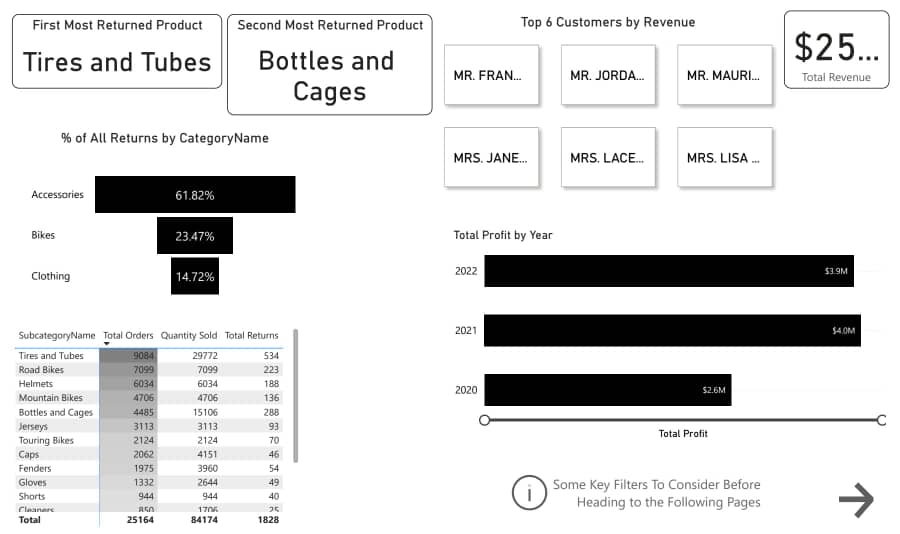 First Most Returned Product
Tires and Tubes
Second Most Returned Product
Bottles and
Cages
Top 6 Customers by Revenue
MR. FRAN...
MR. JORDA...
MR. MAURI...
MRS. JANE...
MRS. LACE...
MRS. LISA ...
$25...
Total Revenue
% of All Returns by CategoryName
Accessories 61.82%
Bikes 23.47%
Clothing 14.72%
Total Profit by Year
2022 $3.9M
2021 $4.0M
2020 $2.6M
Total Profit
SubcategoryName Total Orders Quantity Sold Total Returns
Tires and Tubes 9084 29772 534
Road Bikes 7099 7099 223
Helmets 6034 6034 188
Mountain Bikes 4706 4706 136
Bottles and Cages 4485 15106 288
Jerseys 3113 3113 93
Touring Bikes 2124 2124 70
Caps 2062 4151 46
Fenders 1975 3960 54
Gloves 1332 2644 49
Shorts 944 944 40
Cleaners 850 1706 25
Total 25164 84174 1828
i
Some Key Filters To Consider Before
Heading to the Following Pages